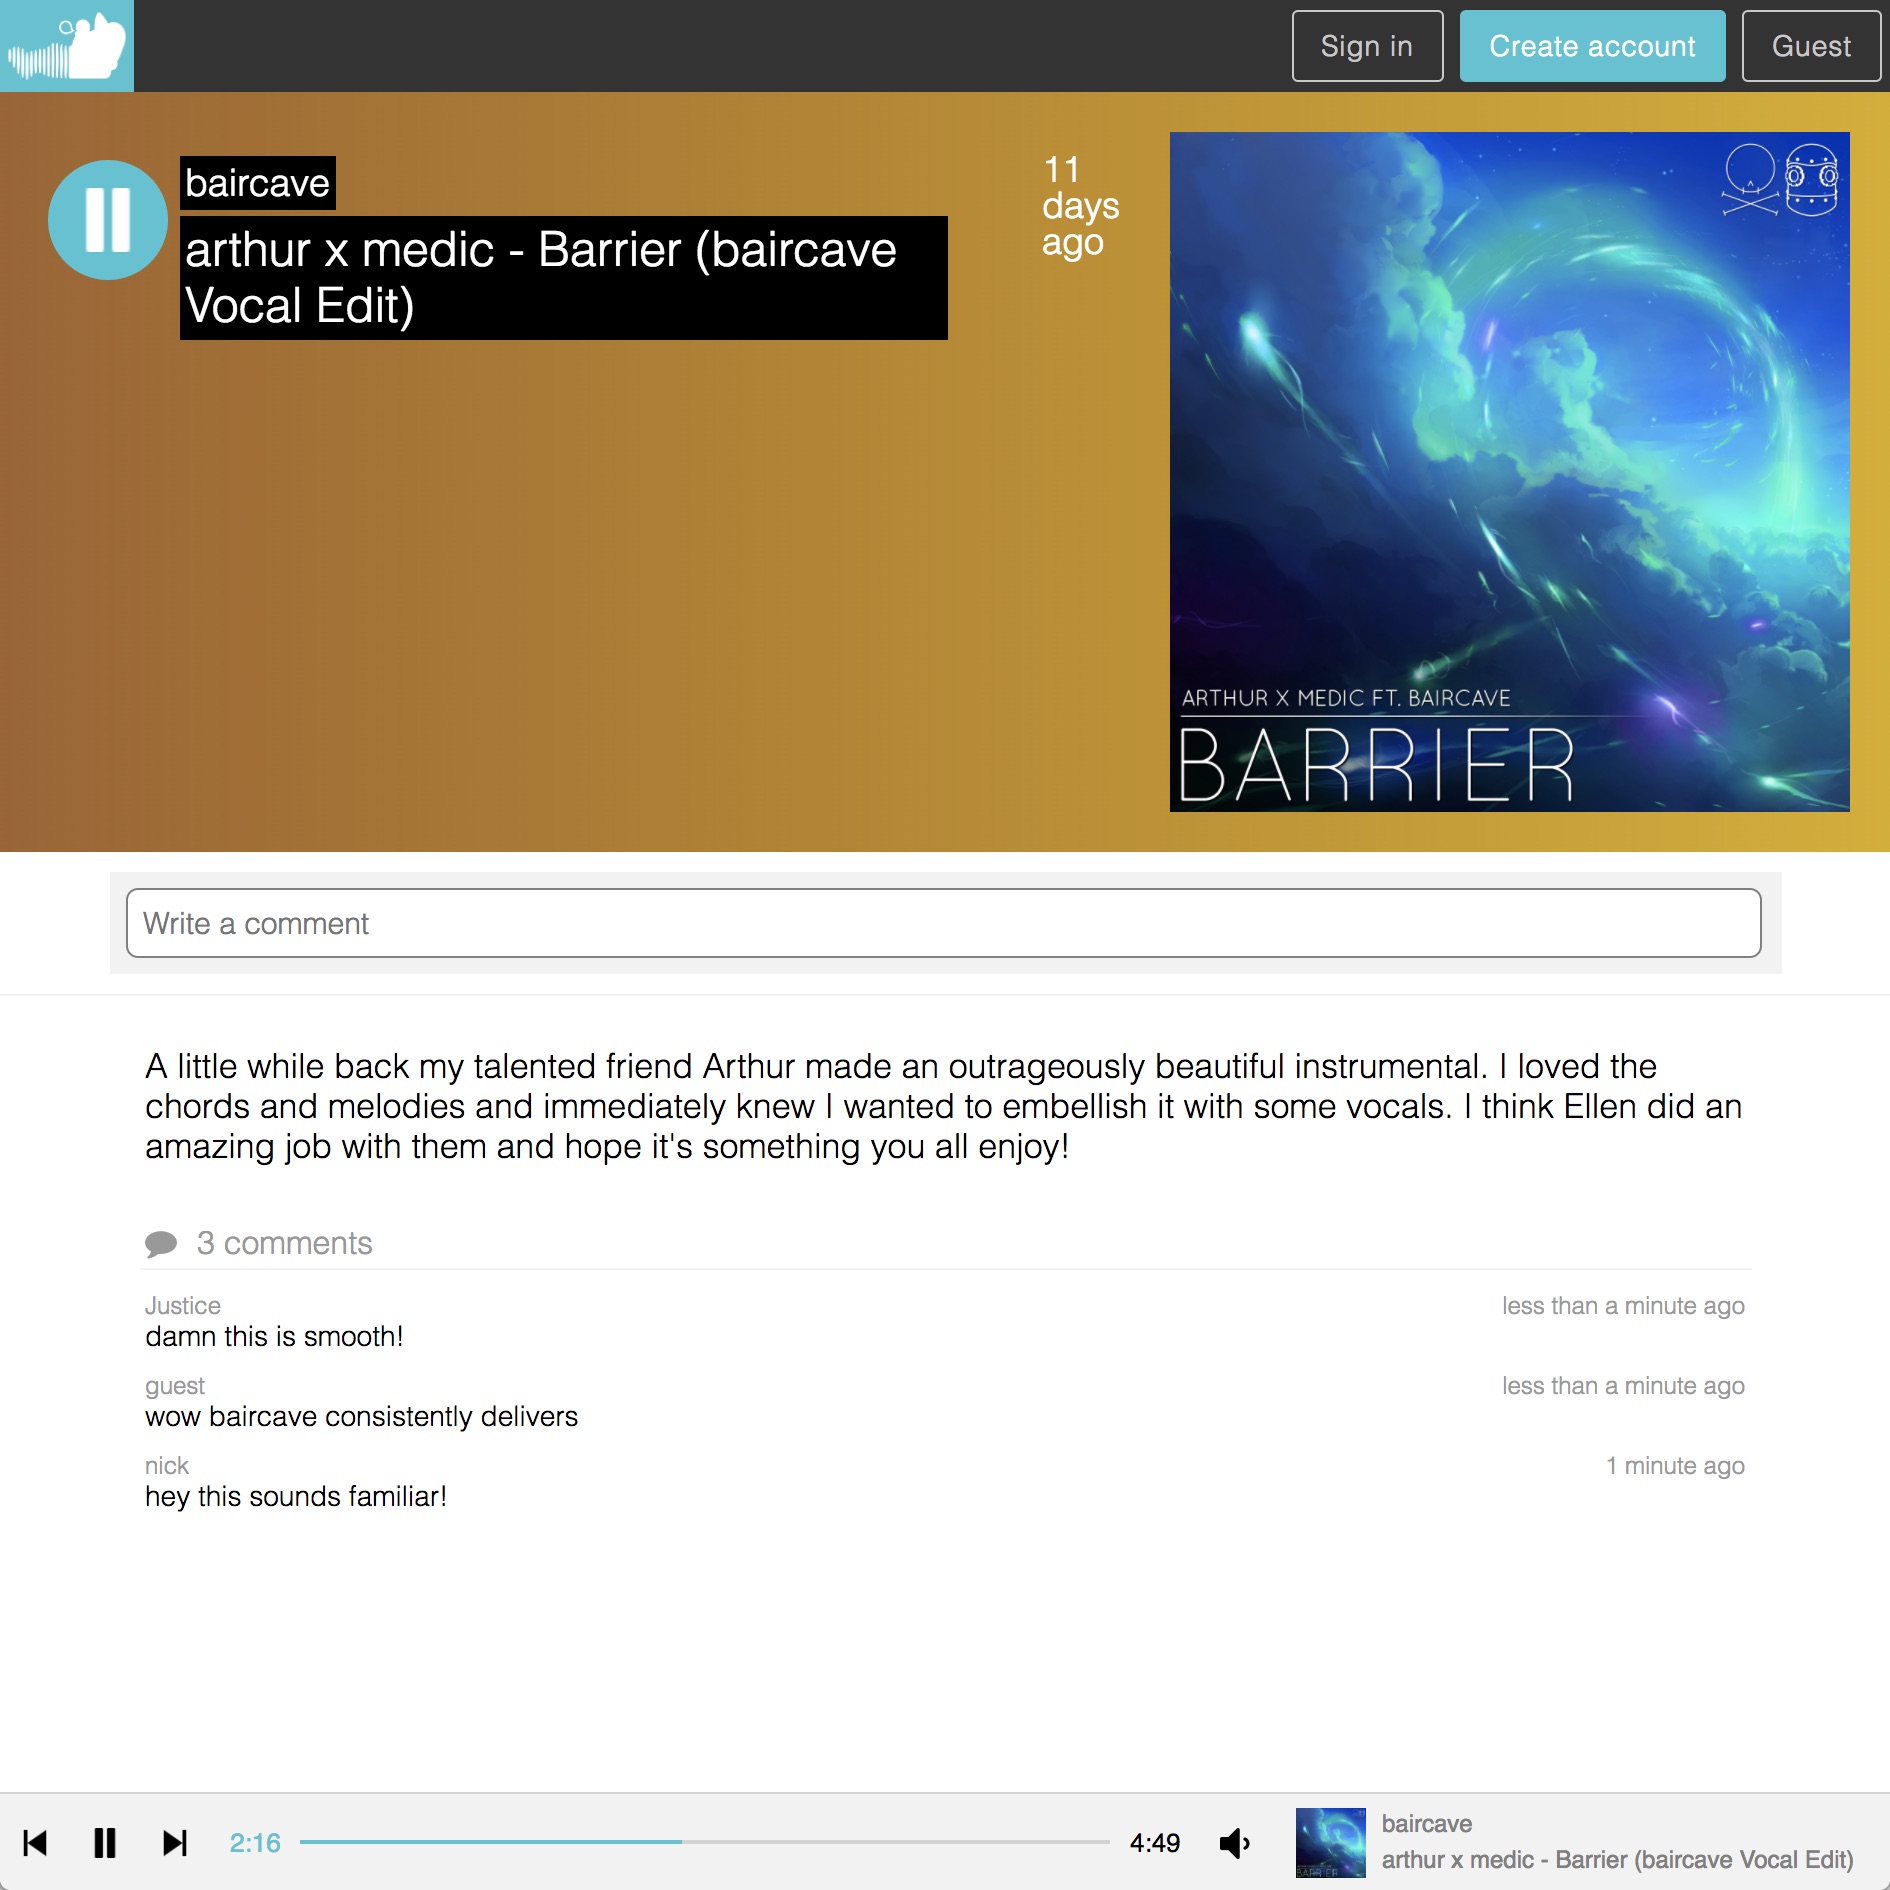 Sign in
Create account
Guest
baircave
arthur x medic - Barrier (baircave
Vocal Edit)
11
days
ago
ARTHUR X MEDIC FT. BAIRCAVE
BARRIER
Write a comment
A little while back my talented friend Arthur made an outrageously beautiful instrumental. I loved the
chords and melodies and immediately knew I wanted to embellish it with some vocals. I think Ellen did an
amazing job with them and hope it's something you all enjoy!
3 comments
Justice
less than a minute ago
damn this is smooth!
guest
less than a minute ago
wow baircave consistently delivers
nick
1 minute ago
hey this sounds familiar!
2:16
4:49
BARRIER
baircave
arthur x medic - Barrier (baircave Vocal Edit)